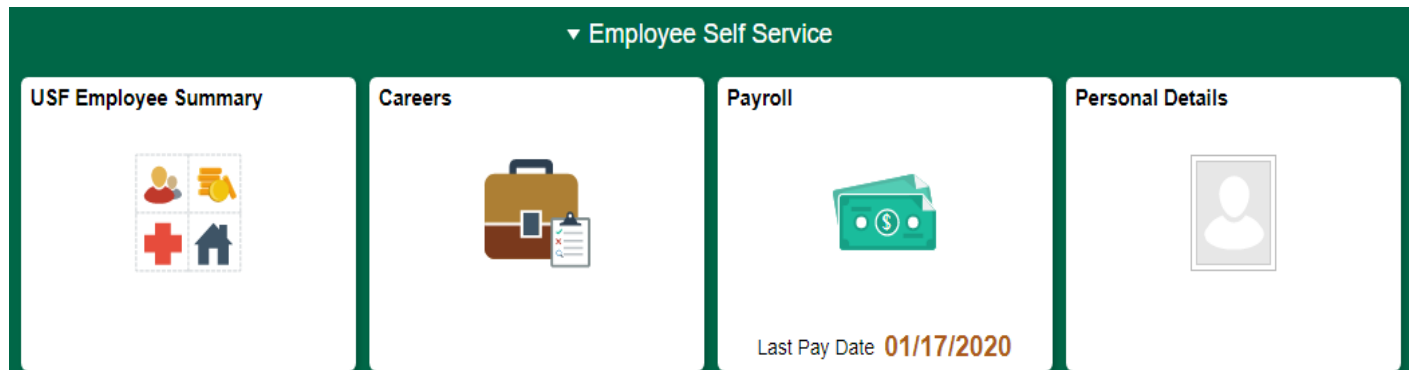 ▼ Employee Self Service
USF Employee Summary
Careers
Payroll
Personal Details
$
Last Pay Date 01/17/2020